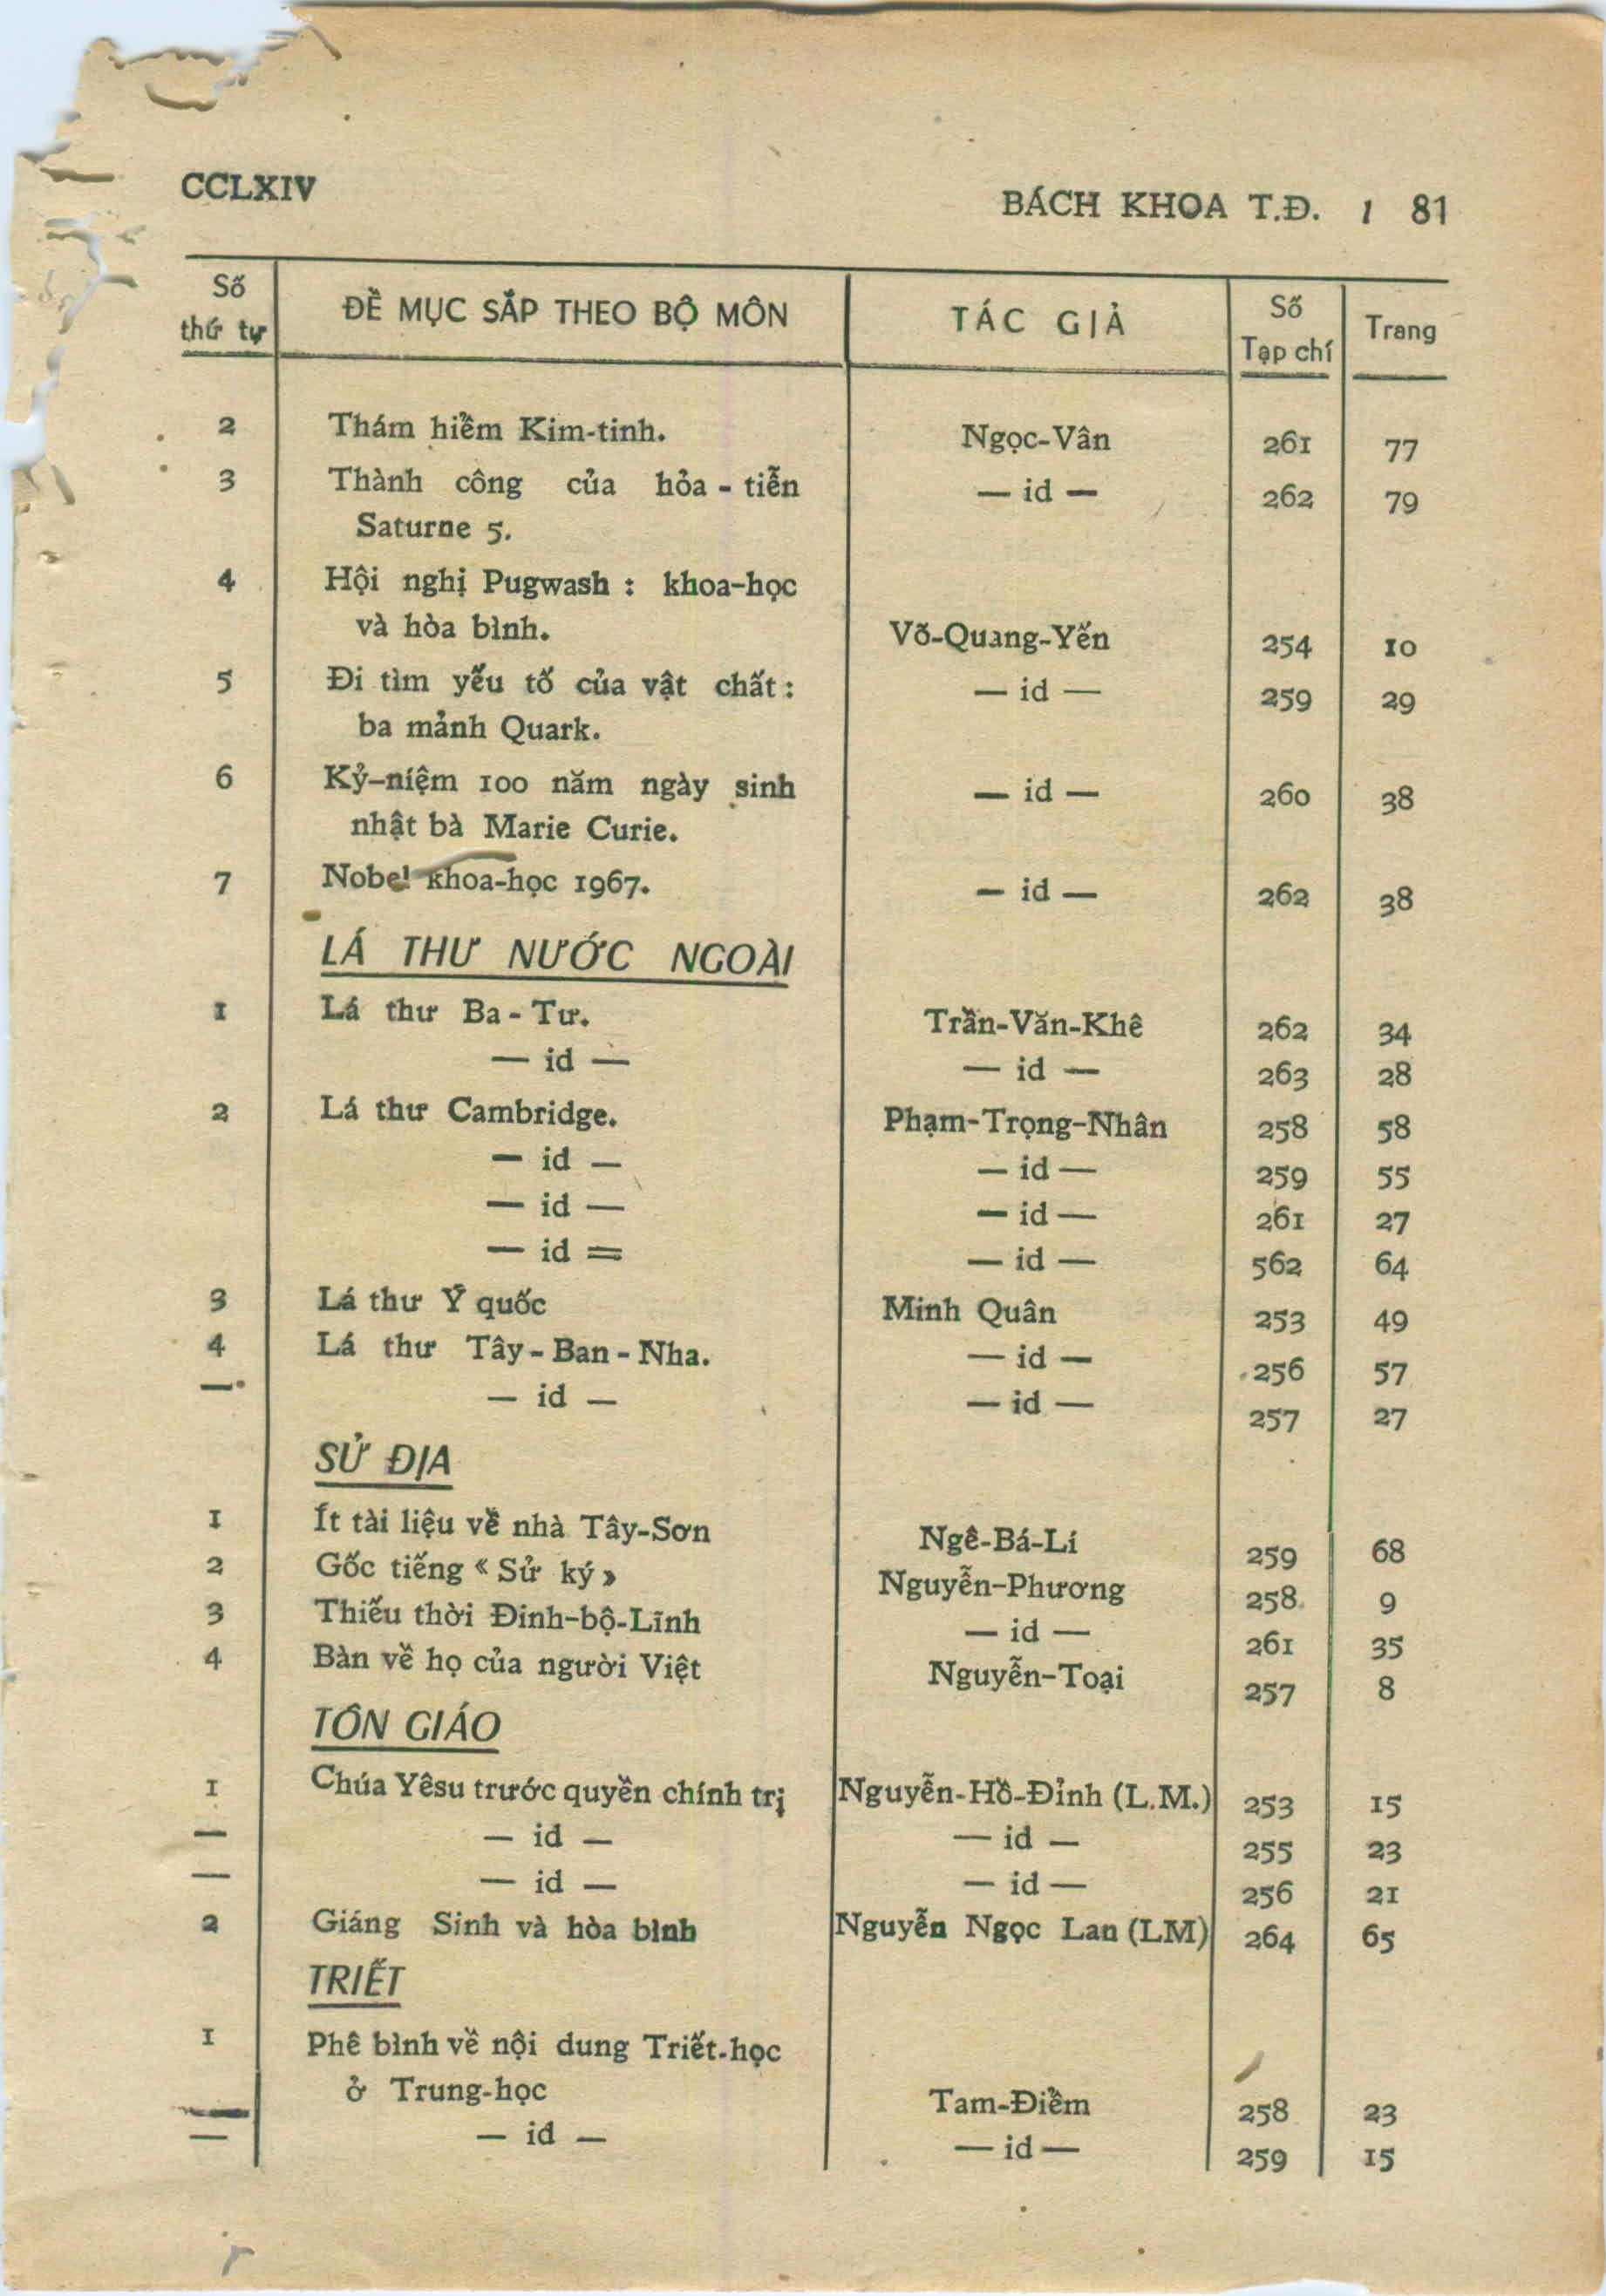 CCLXIV BÁCH KHOA T.Đ. / 81
Số thứ tự ĐỀ MỤC SẮP THEO BỘ MÔN TÁC GIẢ Số Tạp chí Trang
2 Thám hiểm Kim-tinh. Ngọc-Vân 261 77
3 Thành công của hỏa - tiễn — id — 262 79
Saturne 5.
4 Hội nghị Pugwash : khoa-học
và hòa bình. Võ-Quang-Yến 254 10
5 Đi tìm yếu tố của vật chất : — id — 259 29
ba mảnh Quark.
6 Kỷ-niệm 100 năm ngày sinh — id — 260 38
nhật bà Marie Curie.
7 Nobel khoa-học 1967. — id — 262 38
LÁ THƯ NƯỚC NGOÀI
1 Lá thư Ba - Tư. Trần-Văn-Khê 262 34
— id — — id — 263 28
2 Lá thư Cambridge. Phạm-Trọng-Nhân 258 58
— id — — id — 259 55
— id — — id — 261 27
— id = — id — 562 64
3 Lá thư Ý quốc Minh Quân 253 49
4 Lá thư Tây - Ban - Nha. — id — 256 57
— — id — — id — 257 27
SỬ ĐỊA
1 Ít tài liệu về nhà Tây-Sơn Ngê-Bá-Lí 259 68
2 Gốc tiếng « Sử ký » Nguyễn-Phương 258 9
3 Thiếu thời Đinh-bộ-Lĩnh — id — 261 35
4 Bàn về họ của người Việt Nguyễn-Toại 257 8
TÔN GIÁO
1 Chúa Yêsu trước quyền chính trị Nguyễn-Hồ-Đỉnh (L.M.) 253 15
— — id — — id — 255 23
— — id — — id — 256 21
2 Giáng Sinh và hòa bình Nguyễn Ngọc Lan (LM) 264 65
TRIẾT
1 Phê bình về nội dung Triết-học
ở Trung-học Tam-Điềm 258 23
— — id — — id — 259 15